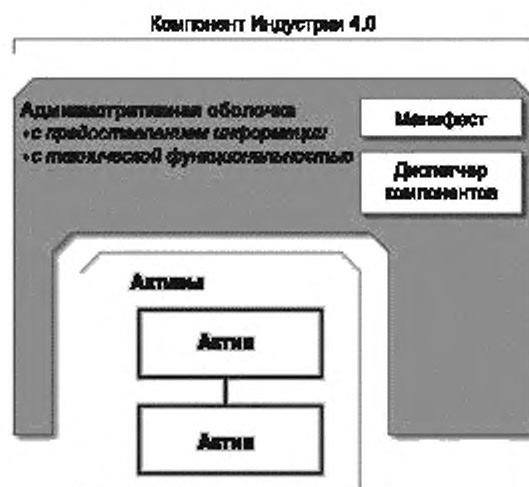 Компонент Индустрии 4.0
Административная оболочка
• с предоставлением информации
• с технической функциональностью
Манифест
Диспетчер
компонентов
Активы
Актив
Актив